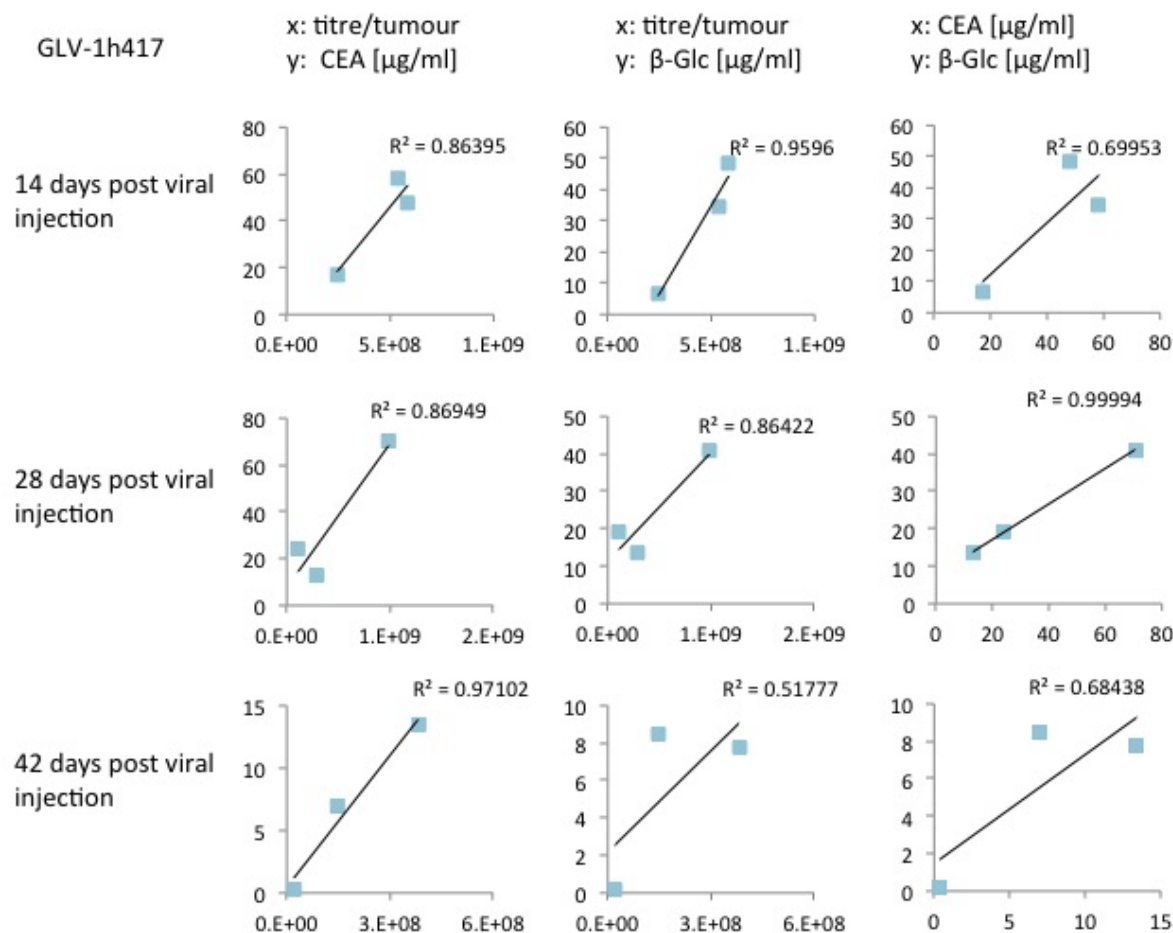 GLV-1h417
x: titre/tumour
y: CEA [µg/ml]
x: titre/tumour
y: β-Glc [µg/ml]
x: CEA [µg/ml]
y: β-Glc [µg/ml]
14 days post viral
injection
80
60
40
20
0
R² = 0.86395
0.E+00 5.E+08 1.E+09
60
50
40
30
20
10
0
R² = 0.9596
0.E+00 5.E+08 1.E+09
60
50
40
30
20
10
0
R² = 0.69953
0 20 40 60 80
28 days post viral
injection
80
60
40
20
0
R² = 0.86949
0.E+00 1.E+09 2.E+09
50
40
30
20
10
0
R² = 0.86422
0.E+00 1.E+09 2.E+09
50
40
30
20
10
0
R² = 0.99994
0 20 40 60 80
42 days post viral
injection
15
10
5
0
R² = 0.97102
0.E+00 3.E+08 6.E+08
10
8
6
4
2
0
R² = 0.51777
0.E+00 3.E+08 6.E+08
10
8
6
4
2
0
R² = 0.68438
0 5 10 15